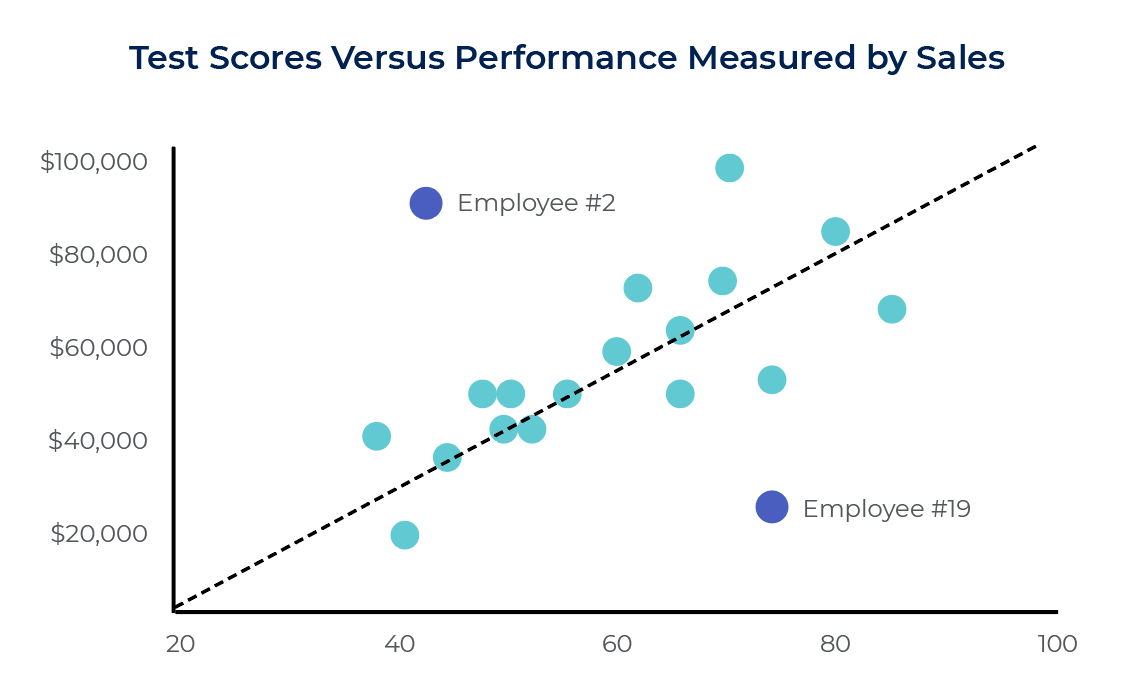 Test Scores Versus Performance Measured by Sales
$100,000
Employee #2
$80,000
$60,000
$40,000
Employee #19
$20,000
20 40 60 80 100